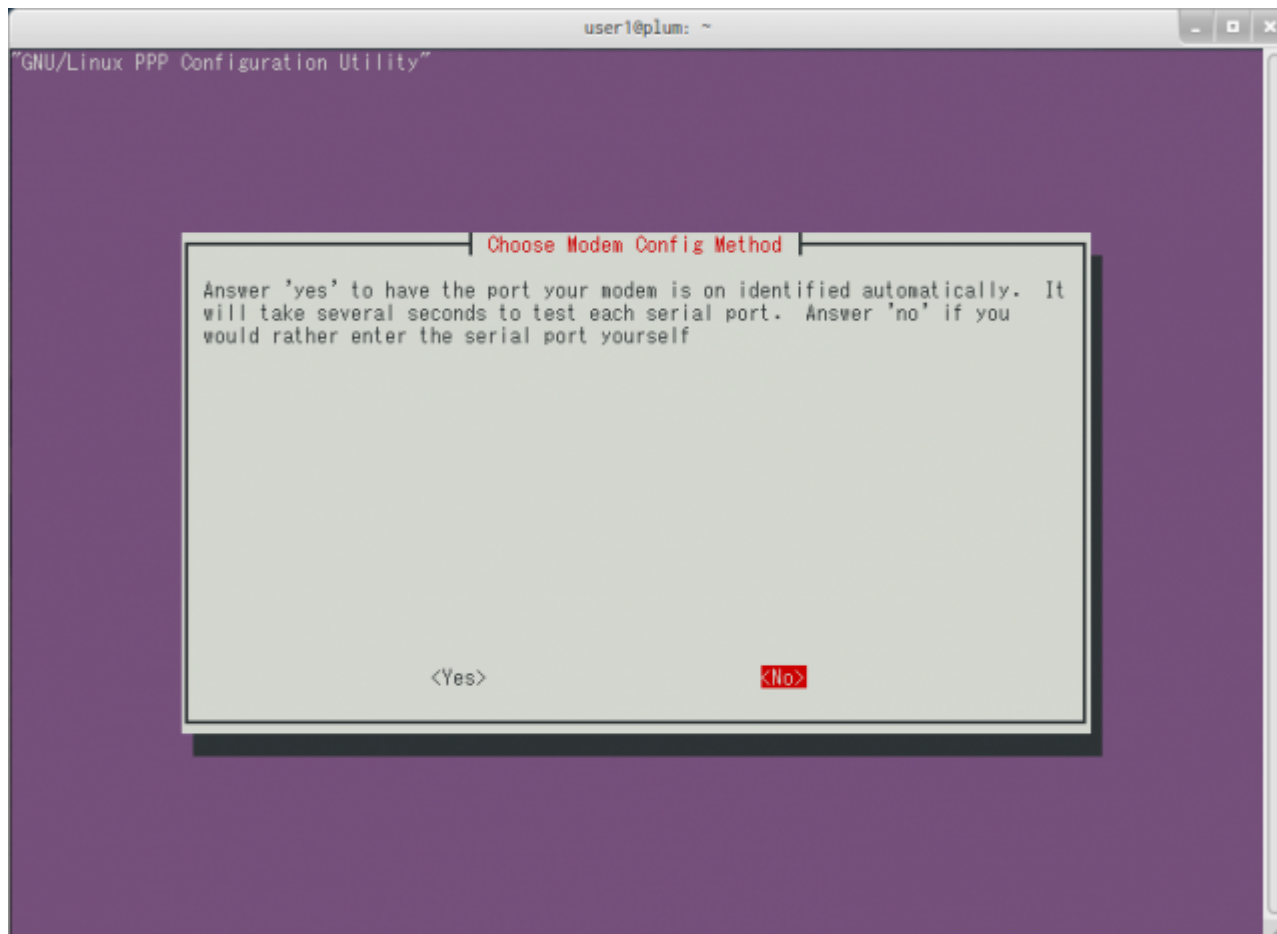 user1@plum: ~
"GNU/Linux PPP Configuration Utility"
Choose Modem Config Method
Answer 'yes' to have the port your modem is on identified automatically.  It
will take several seconds to test each serial port.  Answer 'no' if you
would rather enter the serial port yourself
<Yes> <No>